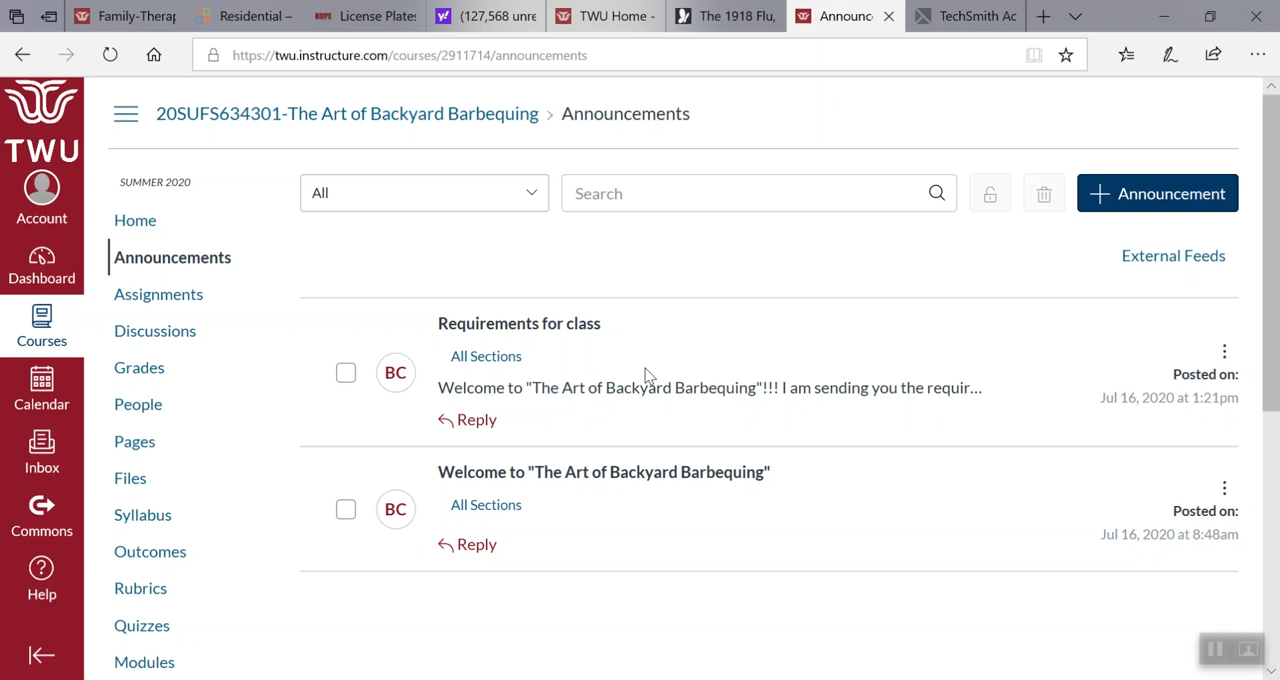 Family-Therap
Residential –
HOPE License Plates
(127,568 unre
TWU Home -
The 1918 Flu,
Announc
TechSmith Ac
https://twu.instructure.com/courses/2911714/announcements
TWU
Account
Dashboard
Courses
Calendar
Inbox
Commons
Help
20SUFS634301-The Art of Backyard Barbequing > Announcements
SUMMER 2020
Home
Announcements
Assignments
Discussions
Grades
People
Pages
Files
Syllabus
Outcomes
Rubrics
Quizzes
Modules
All
Search
+ Announcement
External Feeds
Requirements for class
All Sections
BC
Welcome to "The Art of Backyard Barbequing"!!! I am sending you the requir...
Reply
Posted on:
Jul 16, 2020 at 1:21pm
Welcome to "The Art of Backyard Barbequing"
All Sections
BC
Reply
Posted on:
Jul 16, 2020 at 8:48am